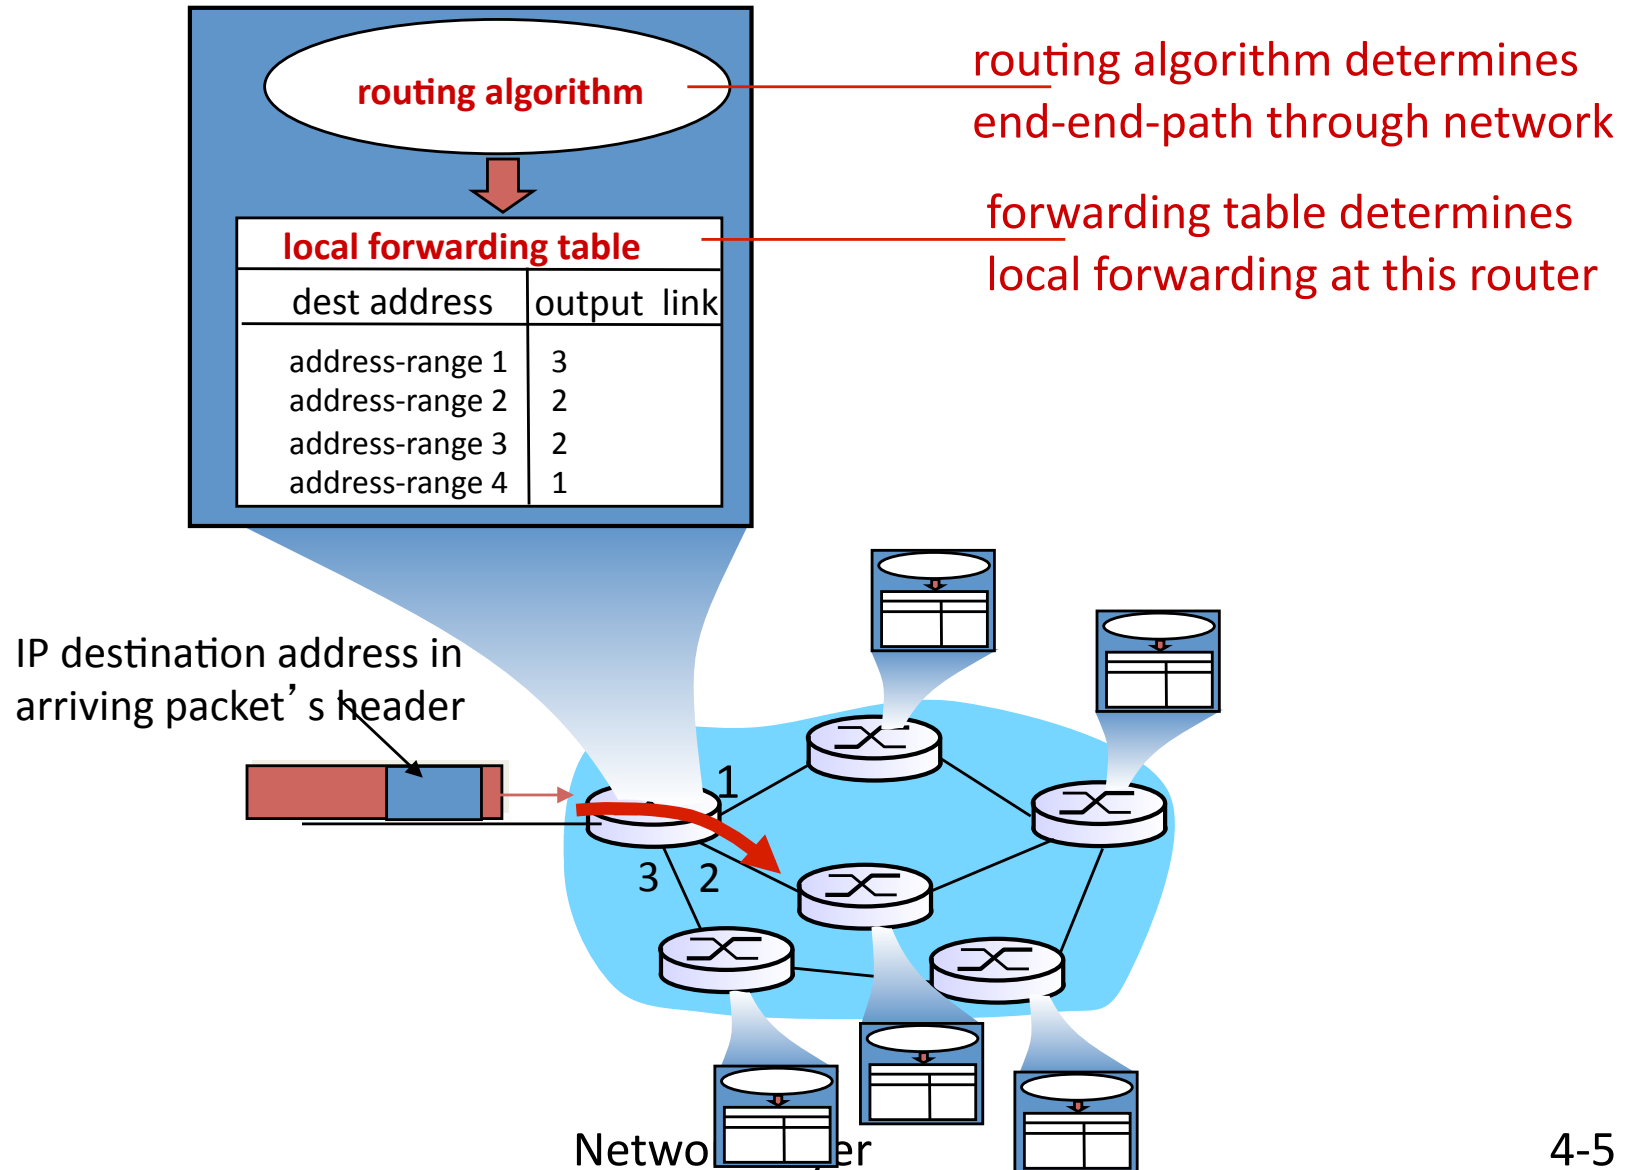 routing algorithm
routing algorithm determines
end-end-path through network
local forwarding table
forwarding table determines
local forwarding at this router
dest address output link
address-range 1 3
address-range 2 2
address-range 3 2
address-range 4 1
IP destination address in
arriving packet’s header
1
3 2
4-5